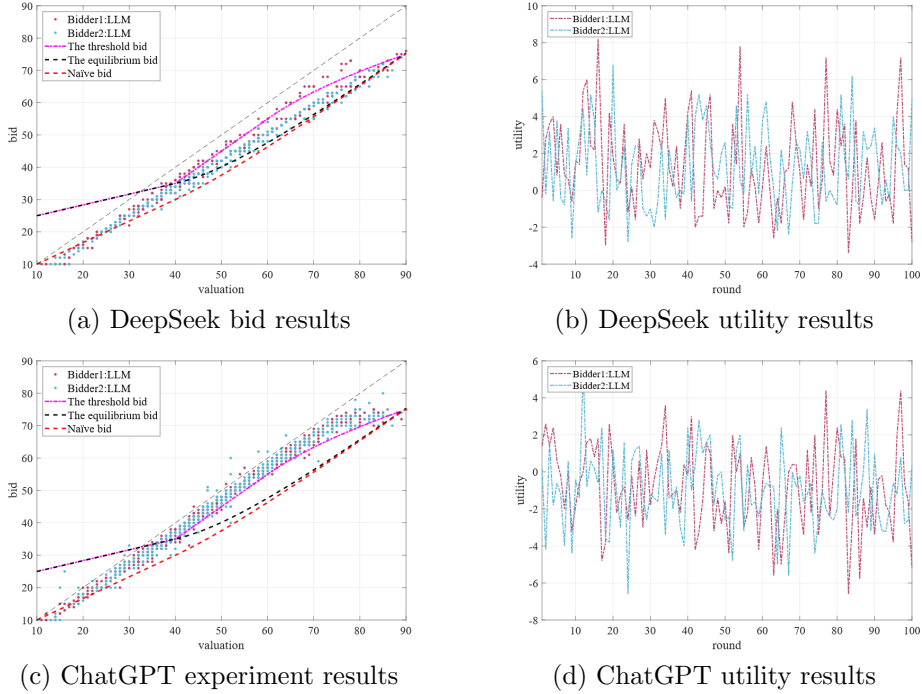 90
80
70
60
50
40
30
20
10
bid
Bidder1:LLM
Bidder2:LLM
The threshold bid
The equilibrium bid
Naïve bid
10 20 30 40 50 60 70 80 90
valuation
(a) DeepSeek bid results
8
6
4
2
0
-2
-4
utility
Bidder1:LLM
Bidder2:LLM
10 20 30 40 50 60 70 80 90 100
round
(b) DeepSeek utility results
90
80
70
60
50
40
30
20
10
bid
Bidder1:LLM
Bidder2:LLM
The threshold bid
The equilibrium bid
Naïve bid
10 20 30 40 50 60 70 80 90
valuation
(c) ChatGPT experiment results
6
4
2
0
-2
-4
-6
-8
utility
Bidder1:LLM
Bidder2:LLM
10 20 30 40 50 60 70 80 90 100
round
(d) ChatGPT utility results